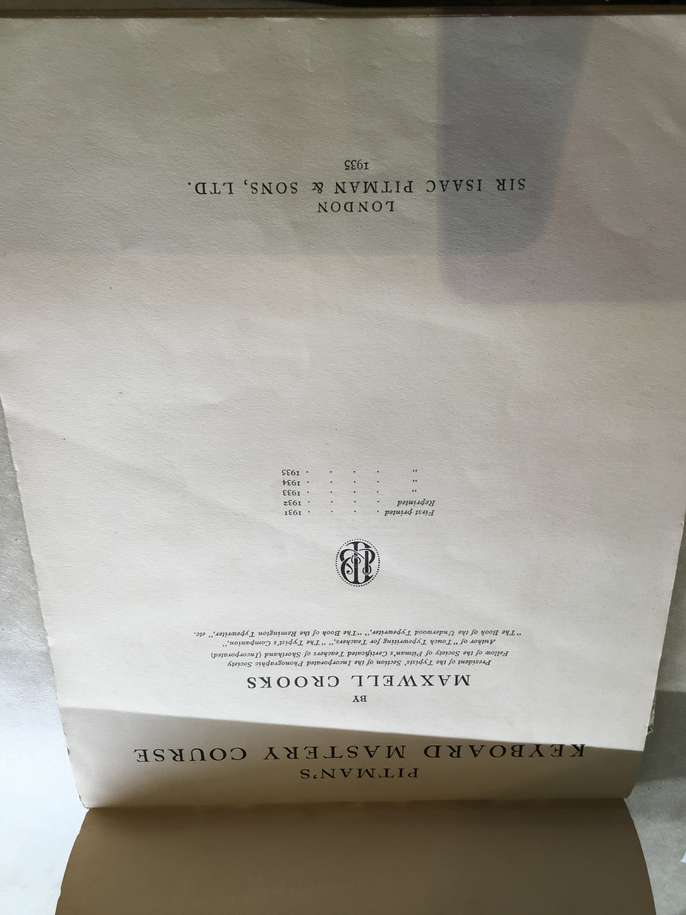 PITMAN'S
KEYBOARD MASTERY COURSE
BY
MAXWELL CROOKS
President of the Typists' Section of the Incorporated Phonographic Society
Fellow of the Society of Pitman's Certificated Teachers of Shorthand (Incorporated)
Author of "Touch Typewriting for Teachers," "The Typist's Companion,"
"The Book of the Underwood Typewriter," "The Book of the Remington Typewriter," etc.
First printed . . . . 1931
Reprinted . . . . 1932
" . . . . 1933
" . . . . 1934
" . . . . 1935
LONDON
SIR ISAAC PITMAN & SONS, LTD.
1935